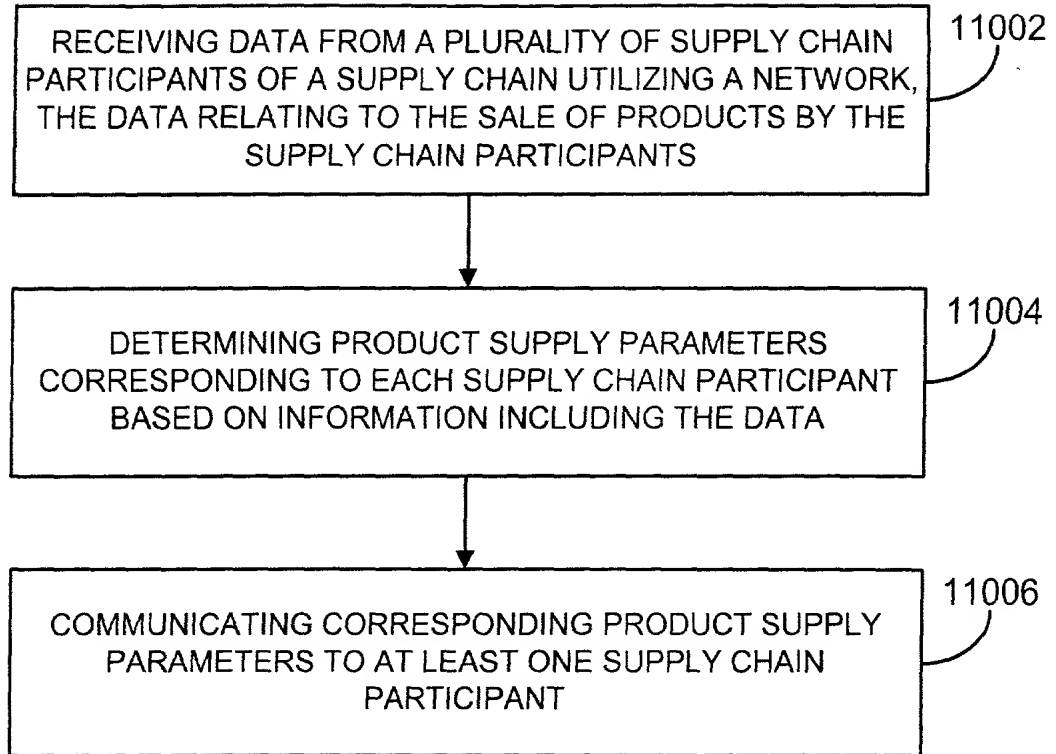 RECEIVING DATA FROM A PLURALITY OF SUPPLY CHAIN
PARTICIPANTS OF A SUPPLY CHAIN UTILIZING A NETWORK,
THE DATA RELATING TO THE SALE OF PRODUCTS BY THE
SUPPLY CHAIN PARTICIPANTS
11002
DETERMINING PRODUCT SUPPLY PARAMETERS
CORRESPONDING TO EACH SUPPLY CHAIN PARTICIPANT
BASED ON INFORMATION INCLUDING THE DATA
11004
COMMUNICATING CORRESPONDING PRODUCT SUPPLY
PARAMETERS TO AT LEAST ONE SUPPLY CHAIN
PARTICIPANT
11006